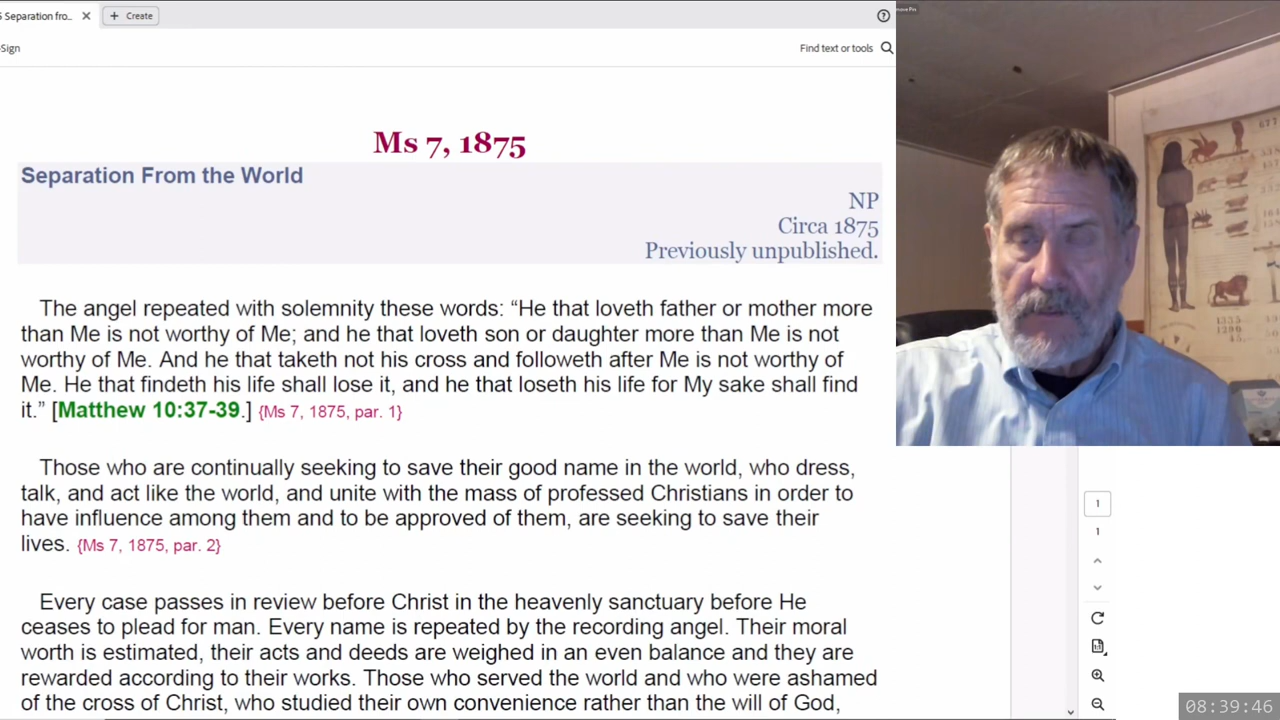 S Separation fro..
Create
-Sign
Find text or tools
Ms 7, 1875
Separation From the World
NP
Circa 1875
Previously unpublished.
The angel repeated with solemnity these words: “He that loveth father or mother more
than Me is not worthy of Me; and he that loveth son or daughter more than Me is not
worthy of Me. And he that taketh not his cross and followeth after Me is not worthy of
Me. He that findeth his life shall lose it, and he that loseth his life for My sake shall find
it.” [Matthew 10:37-39.] {Ms 7, 1875, par. 1}
Those who are continually seeking to save their good name in the world, who dress,
talk, and act like the world, and unite with the mass of professed Christians in order to
have influence among them and to be approved of them, are seeking to save their
lives. {Ms 7, 1875, par. 2}
Every case passes in review before Christ in the heavenly sanctuary before He
ceases to plead for man. Every name is repeated by the recording angel. Their moral
worth is estimated, their acts and deeds are weighed in an even balance and they are
rewarded according to their works. Those who served the world and who were ashamed
of the cross of Christ, who studied their own convenience rather than the will of God,
677
1335
1290
45
1
1
08:39:46